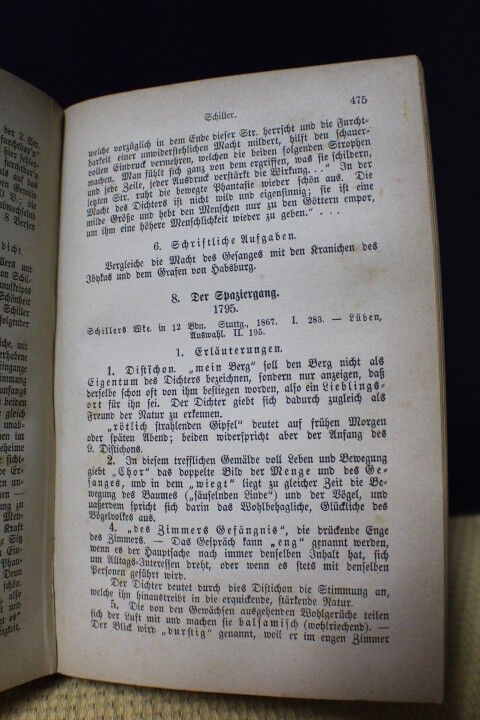 der 2. Str.
furchtbar'n
475
Schiller.
welche vorzüglich in dem Ende dieser Str. herrscht und die Furcht-
barkeit einer unwiderstehlichen Macht mildert, hilft den schauer-
vollen Eindruck vermehren, welchen die beiden folgenden Strophen
machen. Man fühlt sich ganz von dem ergriffen, was sie schildern,
und jede Zeile, jeder Ausdruck verstärkt die Wirkung. . ." In der
letzten Str. ruht die bewegte Phantasie wieder schön aus. Die
Macht des Dichters ist nicht wild und eigensinnig; sie ist eine
milde Größe und hebt den Menschen nur zu den Göttern empor,
um ihm eine höhere Menschlichkeit wieder zu geben." . . .
6. Schriftliche Aufgaben.
Vergleiche die Macht des Gesanges mit den Kranichen des
Ibykus und dem Grafen von Habsburg.
8. Der Spaziergang.
1795.
Schillers Wke. in 12 Bdn. Stuttg., 1867. I. 283. — Lüben,
Auswahl. II. 195.
1. Erläuterungen.
1. Distichon. „mein Berg" soll den Berg nicht als
Eigentum des Dichters bezeichnen, sondern nur anzeigen, daß
derselbe schon oft von ihm bestiegen worden, also ein Lieblings-
ort für ihn sei. Der Dichter giebt sich dadurch zugleich als
Freund der Natur zu erkennen.
„rötlich strahlenden Gipfel" deutet auf frühen Morgen
oder späten Abend; beiden widerspricht aber der Anfang des
9. Distichons.
2. In diesem trefflichen Gemälde voll Leben und Bewegung
giebt „Chor" das doppelte Bild der Menge und des Ge-
sanges, und in dem „wiegt" liegt zu gleicher Zeit die Be-
wegung des Baumes („säuselnden Linde") und der Vögel, und
außerdem spricht sich darin das Wohlbehagliche, Glückliche des
Vögelvolkes aus.
4. „des Zimmers Gefängnis", die drückende Enge
des Zimmers. — Das Gespräch kann „eng" genannt werden,
wenn es der Hauptsache nach immer denselben Inhalt hat, sich
um Alltags-Interessen dreht, oder wenn es stets mit denselben
Personen geführt wird.
Der Dichter deutet durch dies Distichon die Stimmung an,
welche ihn hinaustreibt in die erquickende, stärkende Natur.
5. Die von den Gewächsen ausgehenden Wohlgerüche teilen
sich der Luft mit und machen sie balsamisch (wohlriechend). —
Der Blick wird „durstig" genannt, weil er im engen Zimmer